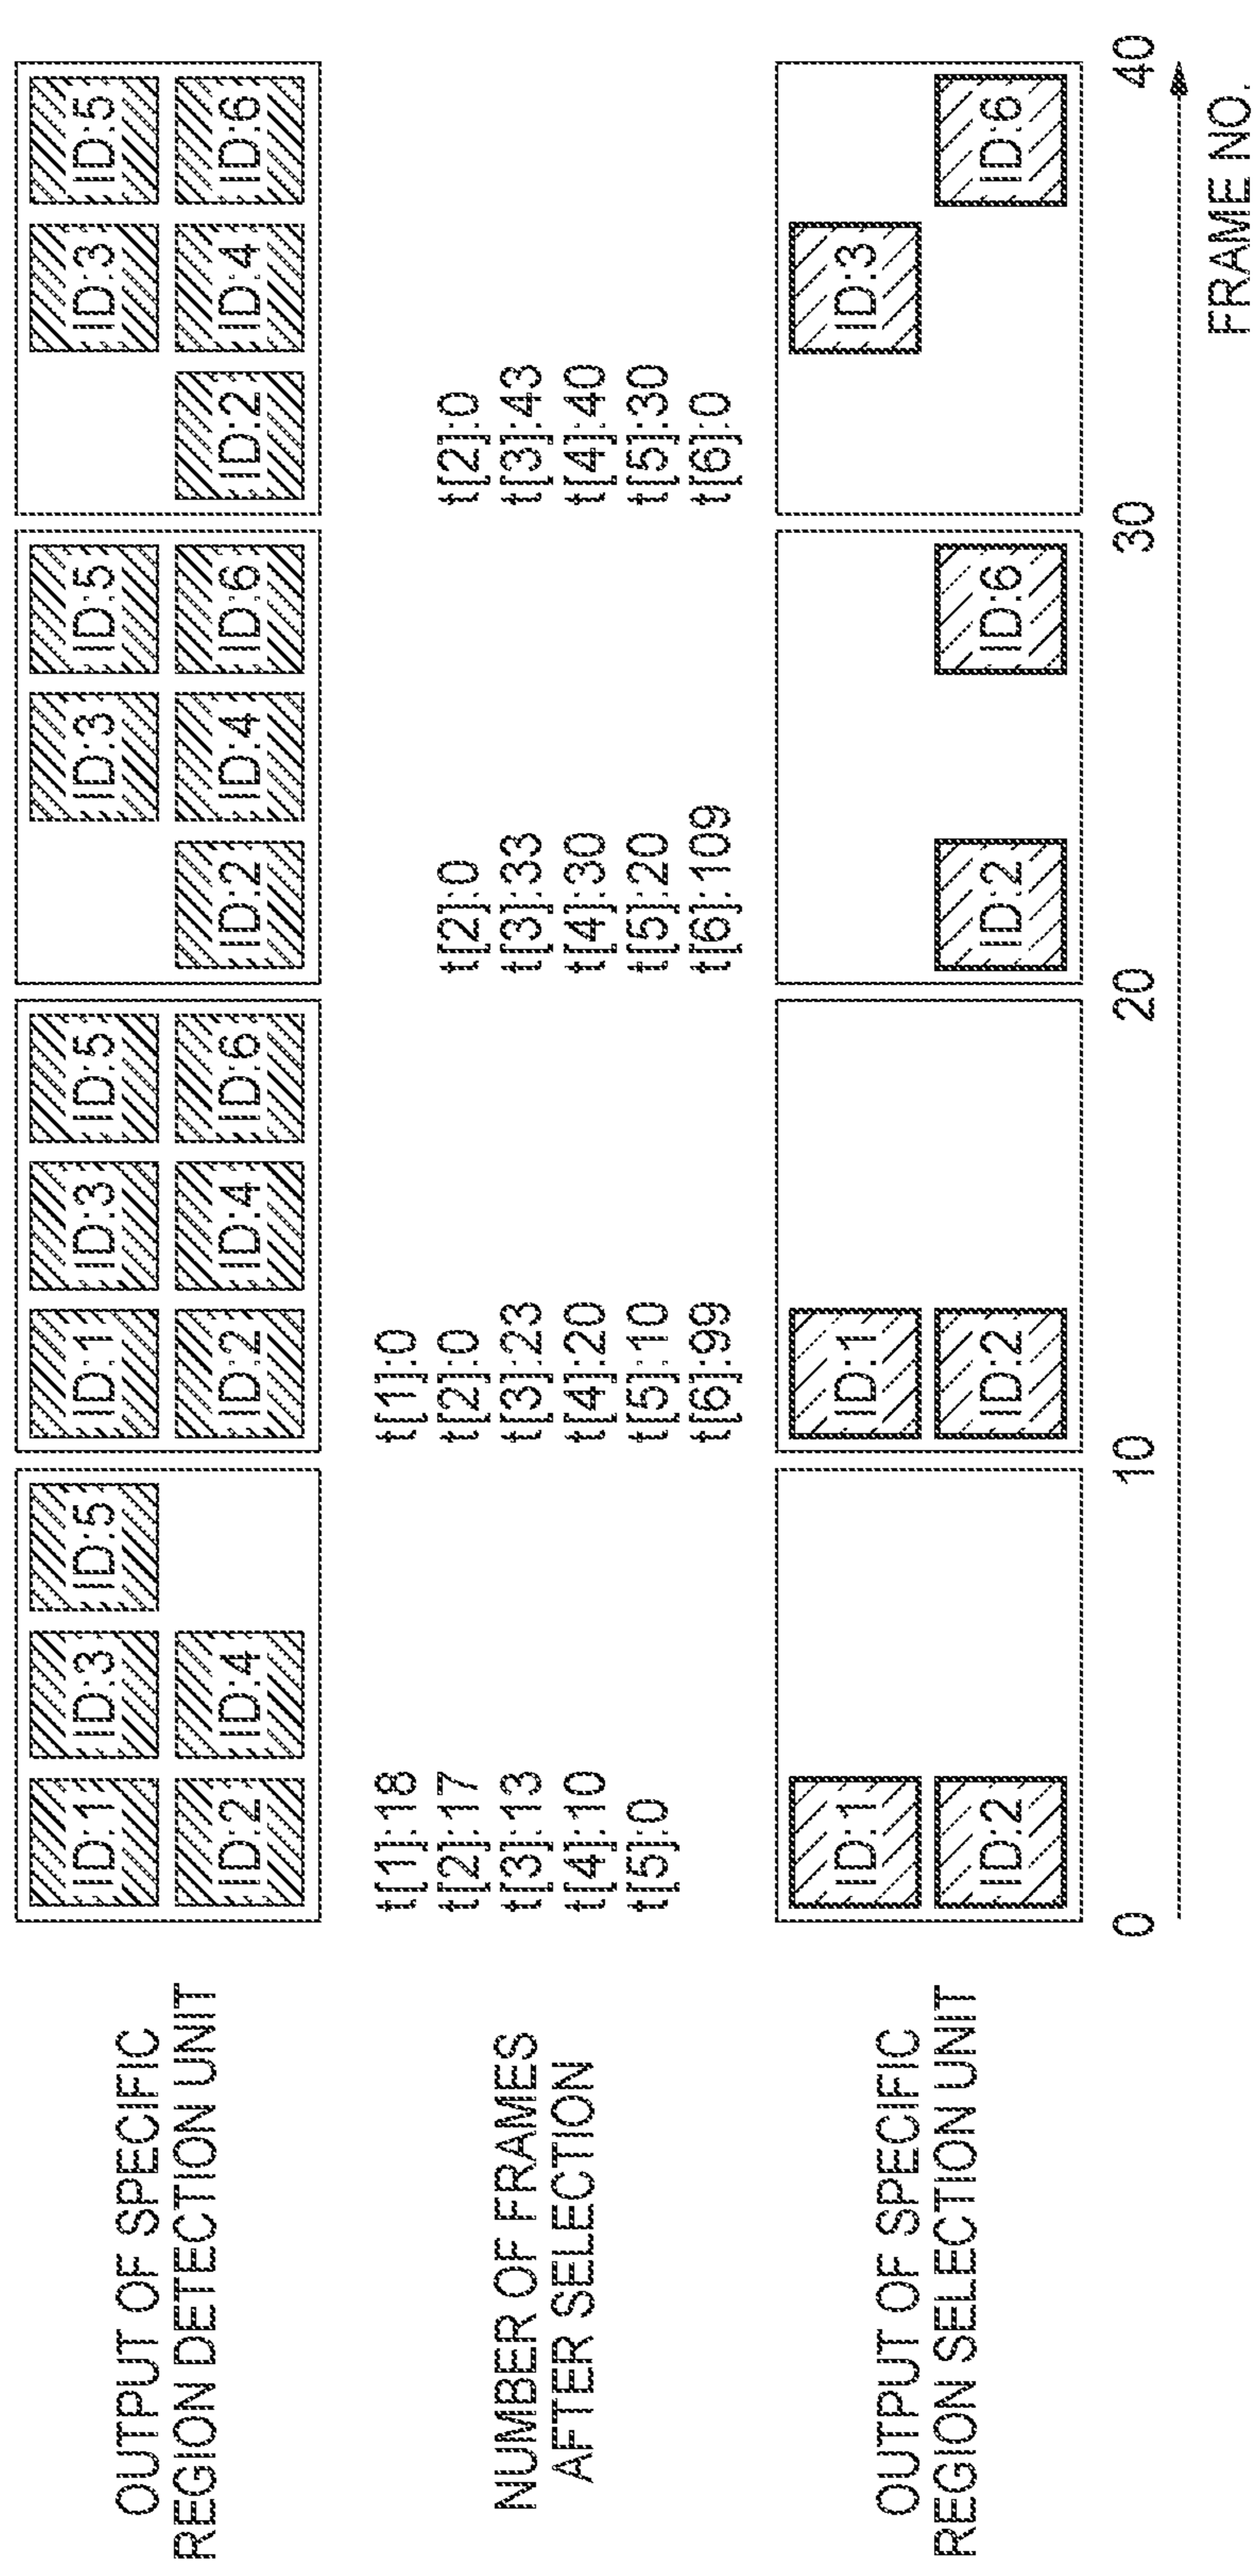 OUTPUT OF SPECIFIC
REGION DETECTION UNIT
ID:1
ID:3
ID:5
ID:2
ID:4
ID:1
ID:3
ID:5
ID:2
ID:4
ID:6
ID:3
ID:5
ID:2
ID:4
ID:6
ID:3
ID:5
ID:2
ID:4
ID:6
NUMBER OF FRAMES
AFTER SELECTION
t[1]:18
t[2]:17
t[3]:13
t[4]:10
t[5]:0
t[1]:0
t[2]:0
t[3]:23
t[4]:20
t[5]:10
t[6]:99
t[2]:0
t[3]:33
t[4]:30
t[5]:20
t[6]:109
t[2]:0
t[3]:43
t[4]:40
t[5]:30
t[6]:0
OUTPUT OF SPECIFIC
REGION SELECTION UNIT
ID:1
ID:2
ID:1
ID:2
ID:2
ID:6
ID:3
ID:6
0
10
20
30
40
FRAME NO.